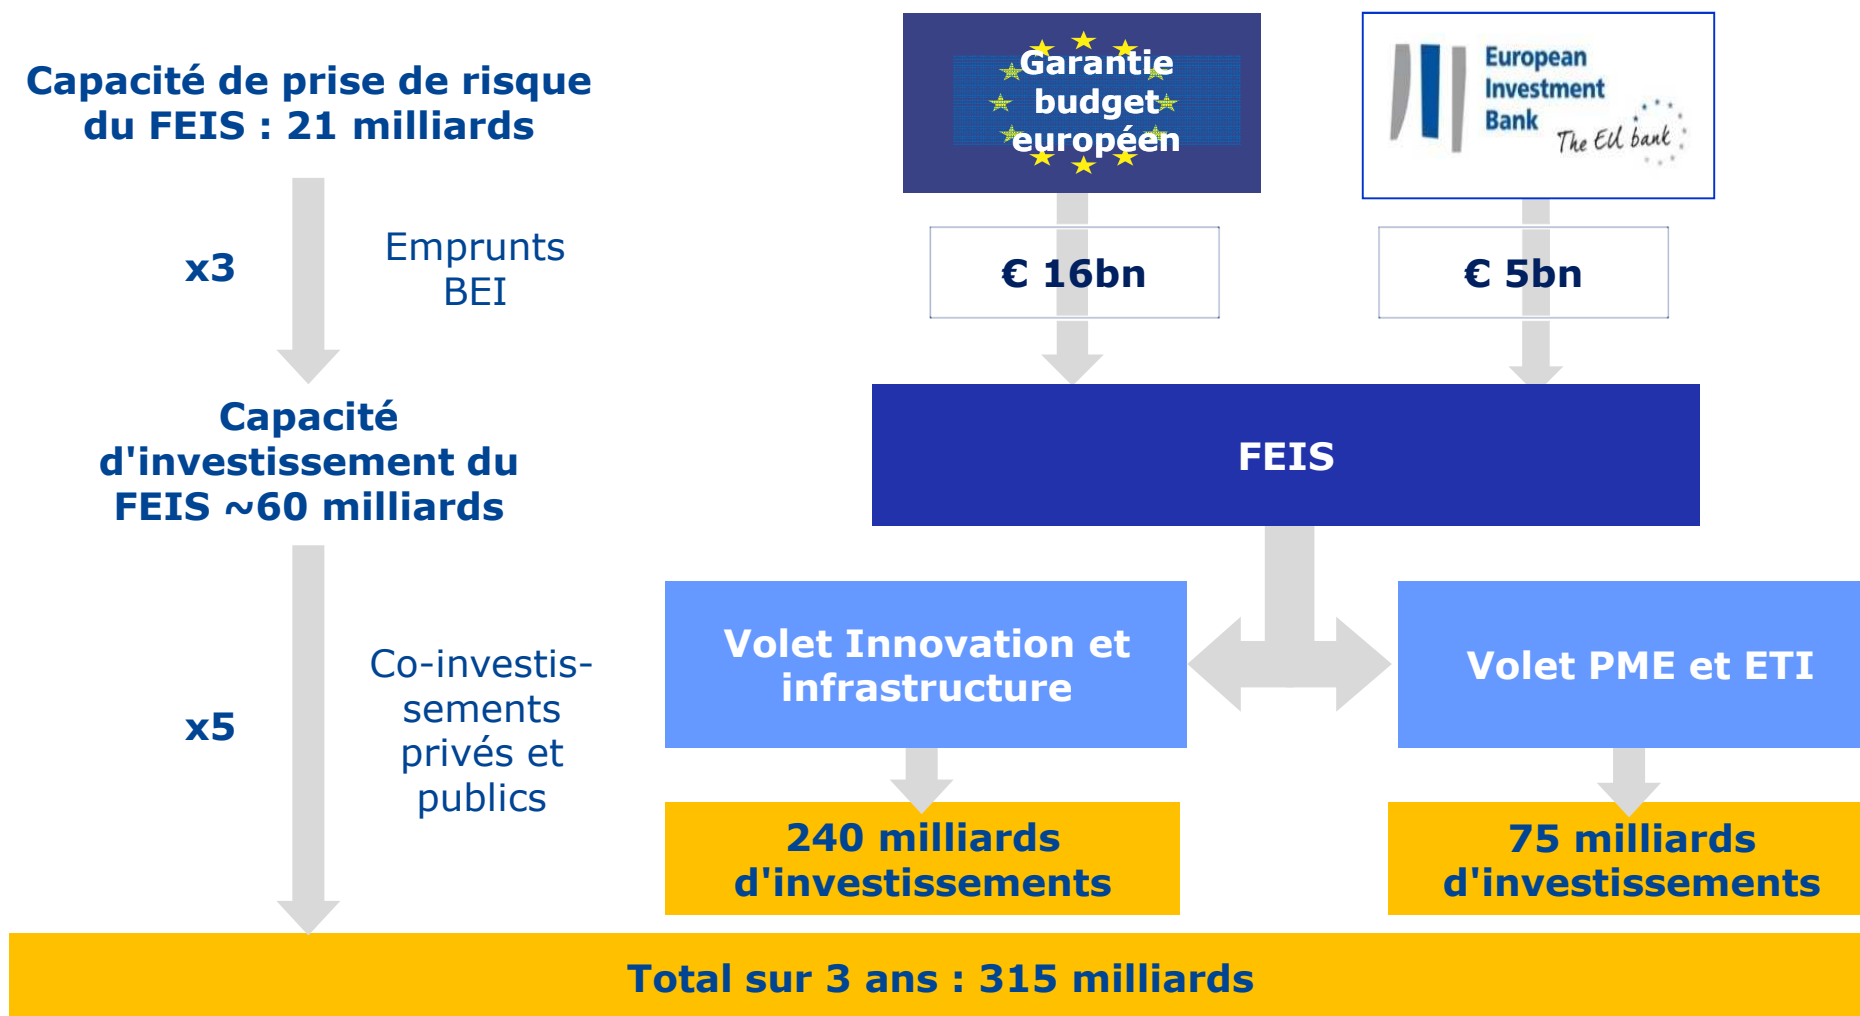 Capacité de prise de risque
du FEIS : 21 milliards
Garantie
budget
européen
European
Investment
Bank
The EU bank
x3
Emprunts
BEI
€ 16bn
€ 5bn
Capacité
d'investissement du
FEIS ~60 milliards
FEIS
x5
Co-investis-
sements
privés et
publics
Volet Innovation et
infrastructure
Volet PME et ETI
240 milliards
d'investissements
75 milliards
d'investissements
Total sur 3 ans : 315 milliards